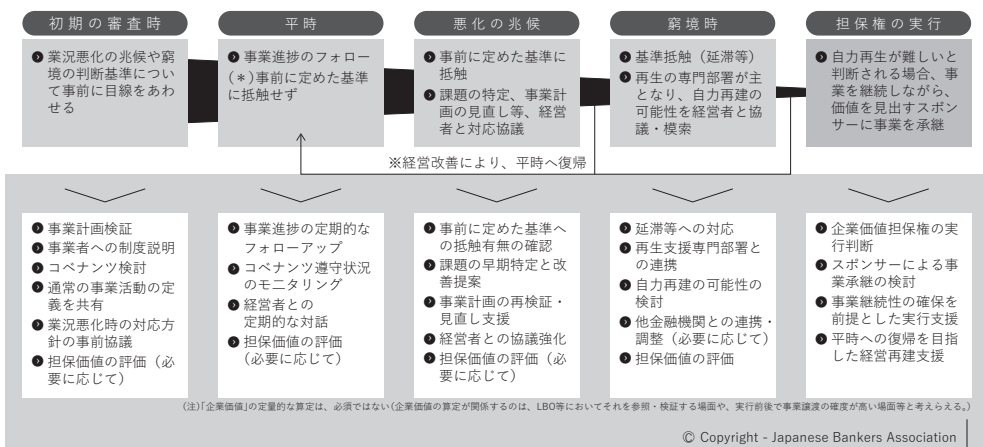 初期の審査時
平時
悪化の兆候
窮境時
担保権の実行
業況悪化の兆候や窮
境の判断基準につい
て事前に目線をあわ
せる
事業進捗のフォロー
(＊)事前に定めた基準
に抵触せず
事前に定めた基準に
抵触
課題の特定、事業計
画の見直し等、経営
者と対応協議
基準抵触（延滞等）
再生の専門部署が主
となり、自力再建の
可能性を経営者と協
議・模索
自力再生が難しいと
判断される場合、事
業を継続しながら、
価値を見出すスポン
サーに事業を承継
※経営改善により、平時へ復帰
事業計画検証
事業者への制度説明
コベナンツ検討
通常の事業活動の定
義を共有
業況悪化時の対応方
針の事前協議
担保価値の評価（必
要に応じて）
事業進捗の定期的な
フォローアップ
コベナンツ遵守状況
のモニタリング
経営者との
定期的な対話
担保価値の評価
（必要に応じて）
事前に定めた基準へ
の抵触有無の確認
課題の早期特定と改
善提案
事業計画の再検証・
見直し支援
経営者との協議強化
担保価値の評価（必
要に応じて）
延滞等への対応
再生支援専門部署と
の連携
自力再建の可能性の
検討
他金融機関との連携・
調整（必要に応じて）
担保価値の評価
企業価値担保権の実
行判断
スポンサーによる事
業承継の検討
事業継続性の確保を
前提とした実行支援
平時への復帰を目指
した経営再建支援
(注)「企業価値」の定量的な算定は、必須ではない(企業価値の算定が関係するのは、LBO等においてそれを参照・検証する場面や、実行前後で事業譲渡の確度が高い場面等と考えらえる。)
© Copyright - Japanese Bankers Association